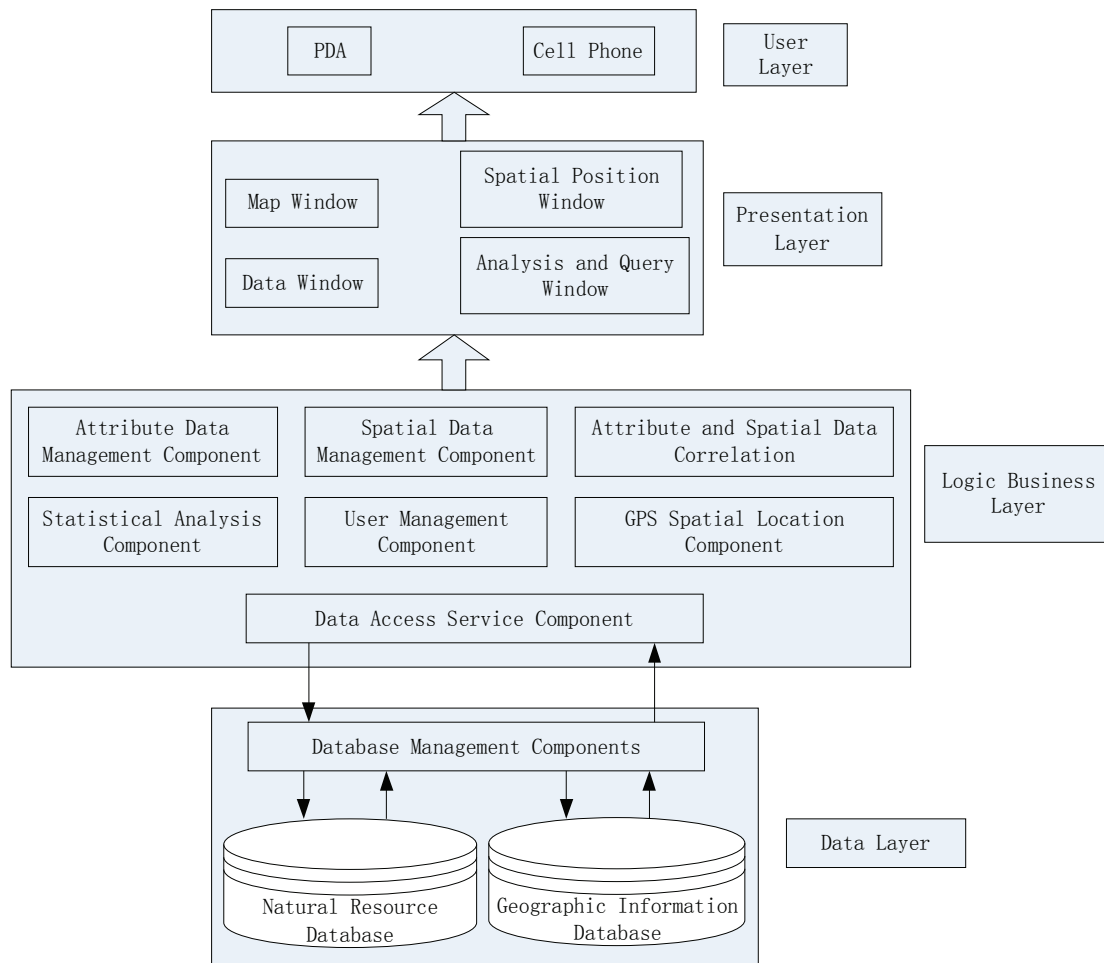 PDA
Cell Phone
User
Layer
Map Window
Spatial Position
Window
Data Window
Analysis and Query
Window
Presentation
Layer
Attribute Data
Management Component
Spatial Data
Management Component
Attribute and Spatial Data
Correlation
Statistical Analysis
Component
User Management
Component
GPS Spatial Location
Component
Logic Business
Layer
Data Access Service Component
Database Management Components
Natural Resource
Database
Geographic Information
Database
Data Layer